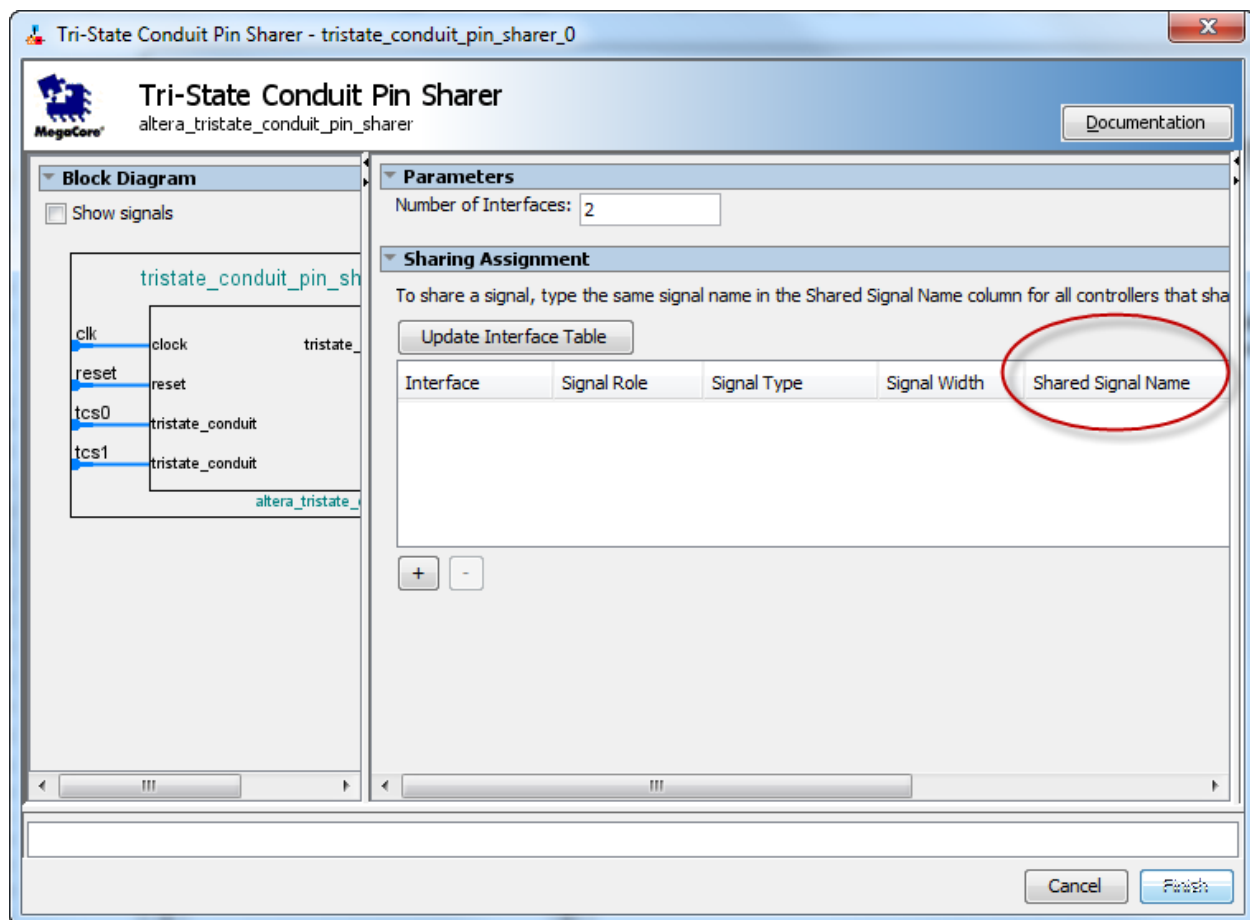 Tri-State Conduit Pin Sharer - tristate_conduit_pin_sharer_0
Tri-State Conduit Pin Sharer
altera_tristate_conduit_pin_sharer
MegaCore®
Documentation
Block Diagram
Show signals
tristate_conduit_pin_sh
clk
clock
tristate_
reset
reset
tcs0
tristate_conduit
tcs1
tristate_conduit
altera_tristate_
Parameters
Number of Interfaces: 2
Sharing Assignment
To share a signal, type the same signal name in the Shared Signal Name column for all controllers that sha
Update Interface Table
Interface Signal Role Signal Type Signal Width Shared Signal Name
+ -
Cancel Finish